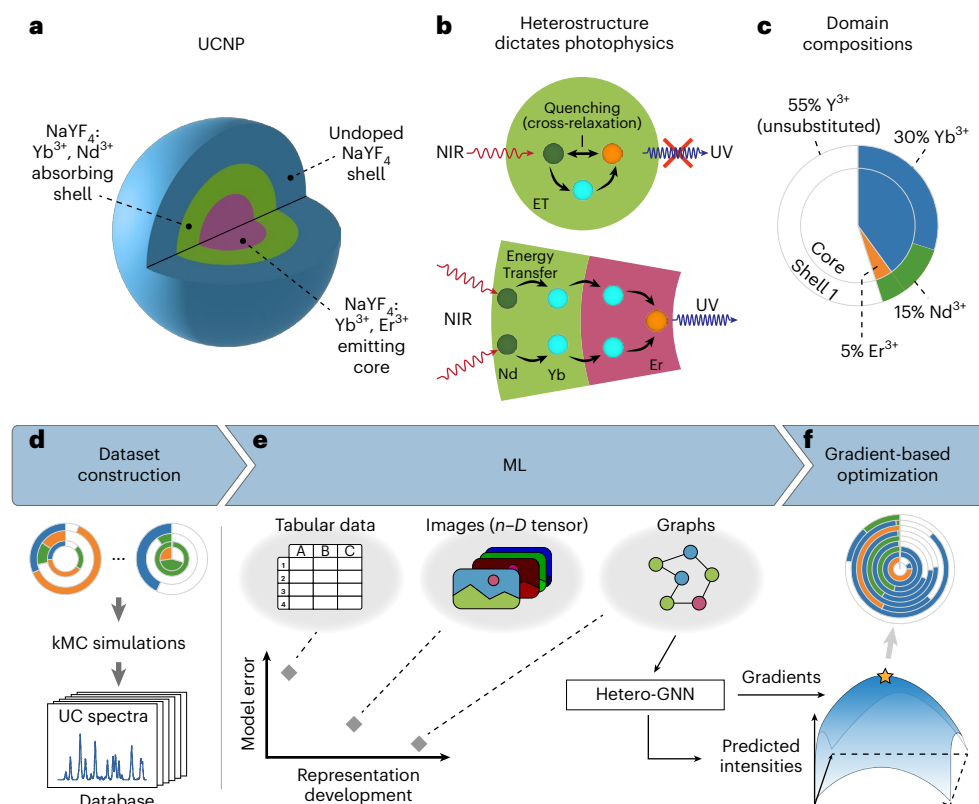 a
UCNP
NaYF4:
Yb3+, Nd3+
absorbing
shell
Undoped
NaYF4
shell
NaYF4:
Yb3+, Er3+
emitting
core
b
Heterostructure
dictates photophysics
Quenching
(cross-relaxation)
NIR
UV
ET
Energy
Transfer
NIR
UV
Nd
Yb
Er
c
Domain
compositions
55% Y3+
(unsubstituted)
30% Yb3+
Core
Shell 1
15% Nd3+
5% Er3+
d
Dataset
construction
...
kMC simulations
UC spectra
Database
e
ML
Tabular data
A B C
1
2
3
4
Images (n–D tensor)
Graphs
Model error
Representation
development
Hetero-GNN
Gradients
Predicted
intensities
f
Gradient-based
optimization